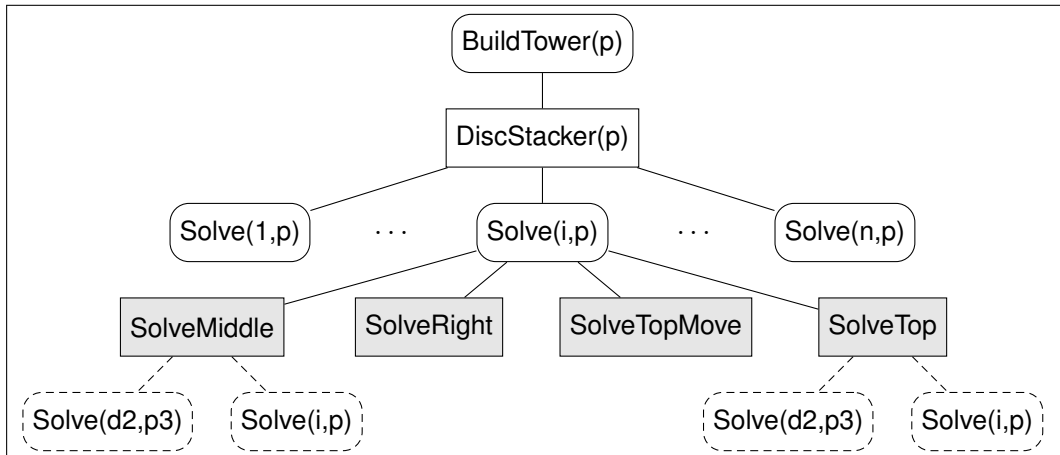 BuildTower(p)
DiscStacker(p)
Solve(1,p) · · · Solve(i,p) · · · Solve(n,p)
SolveMiddle SolveRight SolveTopMove SolveTop
Solve(d2,p3) Solve(i,p) Solve(d2,p3) Solve(i,p)